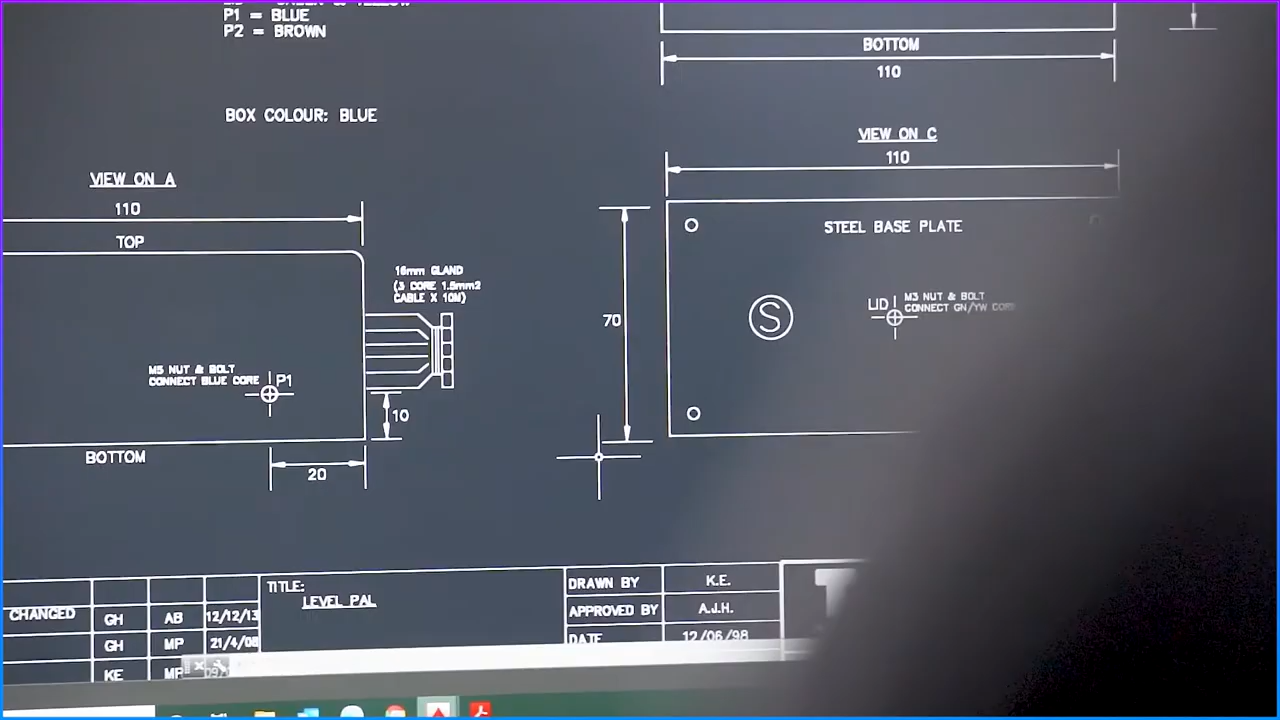 P1 = BLUE
P2 = BROWN
BOX COLOUR: BLUE
BOTTOM
110
VIEW ON C
110
VIEW ON A
110
TOP
16mm GLAND
(3 CORE 1.5mm2
CABLE X 10M)
M5 NUT & BOLT
CONNECT BLUE CORE
P1
10
BOTTOM
20
70
STEEL BASE PLATE
S
LID
M3 NUT & BOLT
CONNECT GN/YW
CHANGED
GH
AB
12/12/13
GH
MP
21/4/08
KE
TITLE:
LEVEL PAL
DRAWN BY
K.E.
APPROVED BY
A.J.H.
DATE
12/06/98